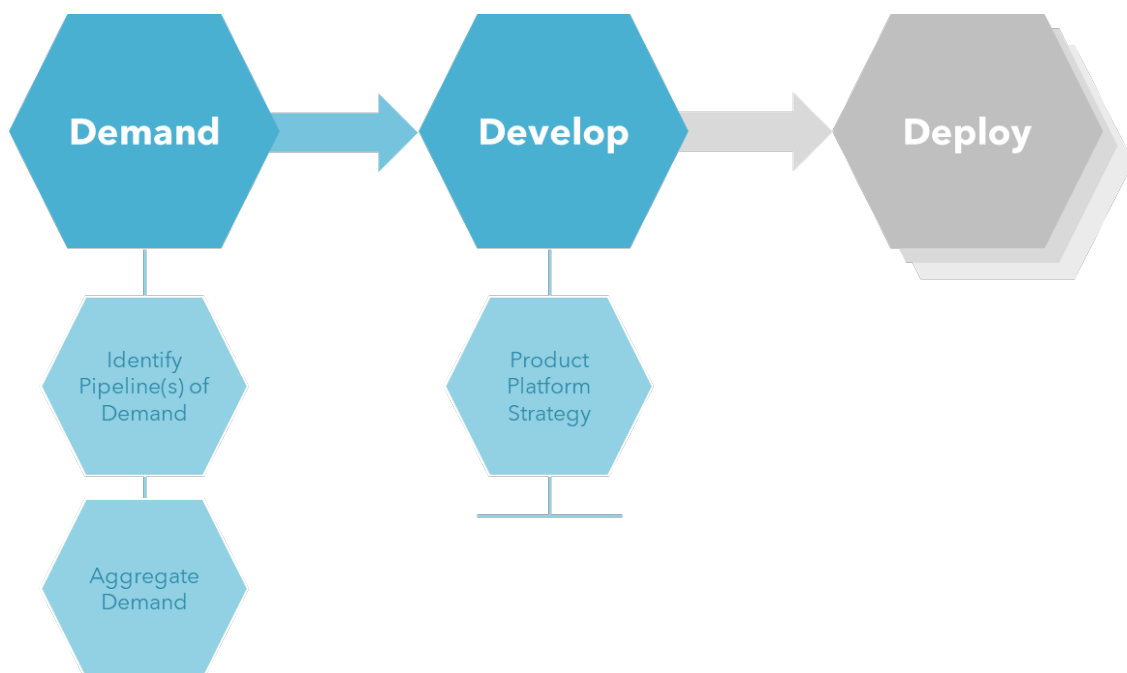 Demand
Develop
Deploy
Identify
Pipeline(s) of
Demand
Product
Platform
Strategy
Aggregate
Demand